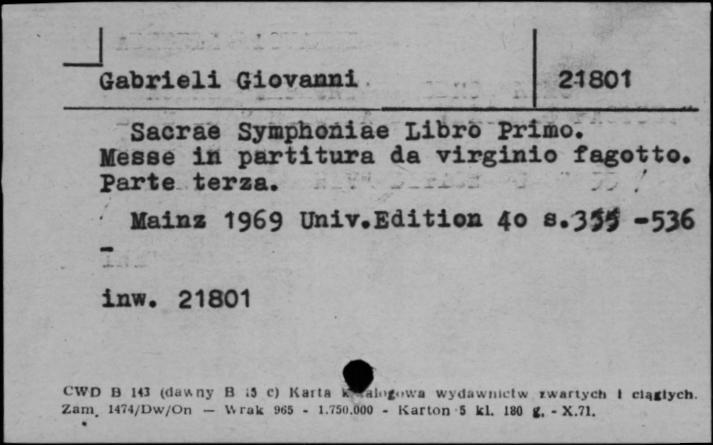 Gabrieli Giovanni 21801
Sacrae Symphoniae Libro Primo.
Messe in partitura da virginio fagotto.
Parte terza.
Mainz 1969 Univ.Edition 4o s.355 -536
-
inw. 21801
CWD B 143 (dawny B 15 c) Karta katalogowa wydawnictw zwartych i ciągłych.
Zam. 1474/Dw/On — Wrak 965 - 1.750.000 - Karton 5 kl. 180 g. - X.71.